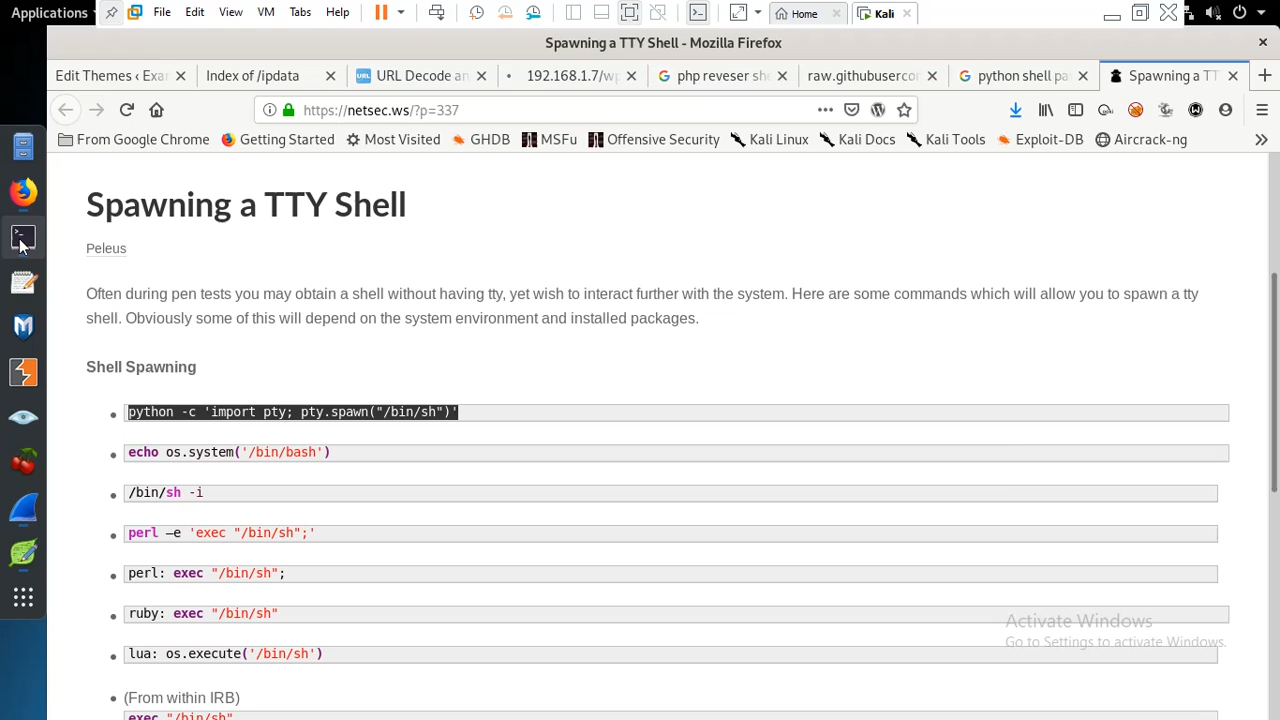 Applications File Edit View VM Tabs Help Home Kali
Spawning a TTY Shell - Mozilla Firefox
Edit Themes ‹ Exa Index of /ipdata URL Decode an 192.168.1.7/wp php reveser she raw.githubuserco python shell pa Spawning a TT
https://netsec.ws/?p=337
From Google Chrome Getting Started Most Visited GHDB MSFu Offensive Security Kali Linux Kali Docs Kali Tools Exploit-DB Aircrack-ng
Spawning a TTY Shell
Peleus
Often during pen tests you may obtain a shell without having tty, yet wish to interact further with the system. Here are some commands which will allow you to spawn a tty
shell. Obviously some of this will depend on the system environment and installed packages.
Shell Spawning
python -c 'import pty; pty.spawn("/bin/sh")'
echo os.system('/bin/bash')
/bin/sh -i
perl —e 'exec "/bin/sh";'
perl: exec "/bin/sh";
ruby: exec "/bin/sh"
lua: os.execute('/bin/sh')
(From within IRB)
exec "/bin/sh"
Activate Windows
Go to Settings to activate Windows.